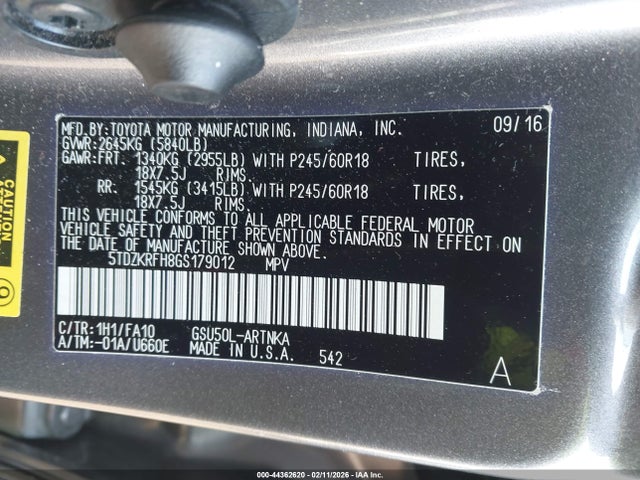 MFD.BY:TOYOTA MOTOR MANUFACTURING, INDIANA, INC. 09/16
GVWR:2645KG (5840LB)
GAWR:FRT. 1340KG (2955LB) WITH P245/60R18 TIRES,
18X7.5J RIMS.
RR. 1545KG (3415LB) WITH P245/60R18 TIRES,
18X7.5J RIMS.
THIS VEHICLE CONFORMS TO ALL APPLICABLE FEDERAL MOTOR
VEHICLE SAFETY AND THEFT PREVENTION STANDARDS IN EFFECT ON
THE DATE OF MANUFACTURE SHOWN ABOVE.
5TDZKRFH8GS179012 MPV
C/TR:1H1/FA10 GSU50L-ARTNKA
A/TM:-01A/U660E MADE IN U.S.A. 542
A
CAUTION
000-44362620 - 02/11/2026 - IAA Inc.